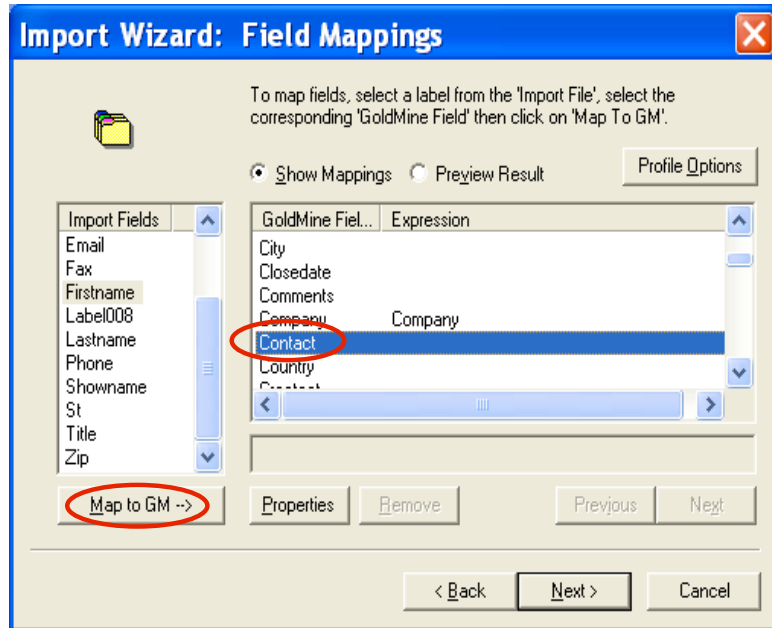 Import Wizard: Field Mappings
To map fields, select a label from the 'Import File', select the
corresponding 'GoldMine Field' then click on 'Map To GM'.
Show Mappings Preview Result
Profile Options
Import Fields
Email
Fax
Firstname
Label008
Lastname
Phone
Showname
St
Title
Zip
Map to GM -->
GoldMine Fiel... Expression
City
Closedate
Comments
Company Company
Contact
Country
Properties Remove Previous Next
< Back Next > Cancel